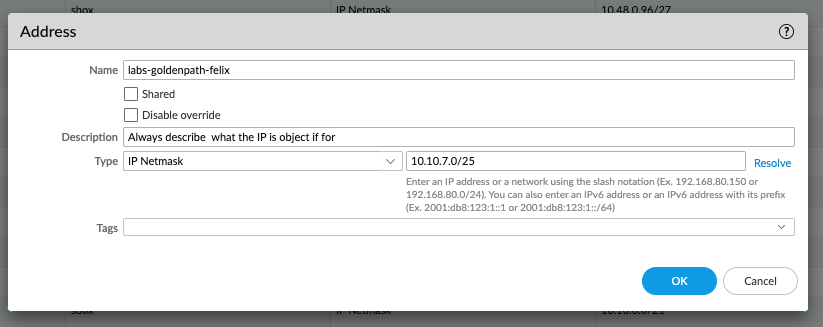 sbox IP Netmask 10.48.0.96/27
Address
Name labs-goldenpath-felix
Shared
Disable override
Description Always describe what the IP is object if for
Type IP Netmask 10.10.7.0/25 Resolve
Enter an IP address or a network using the slash notation (Ex. 192.168.80.150 or
192.168.80.0/24). You can also enter an IPv6 address or an IPv6 address with its prefix
(Ex. 2001:db8:123:1::1 or 2001:db8:123:1::/64)
Tags
OK Cancel
sbox IP Netmask